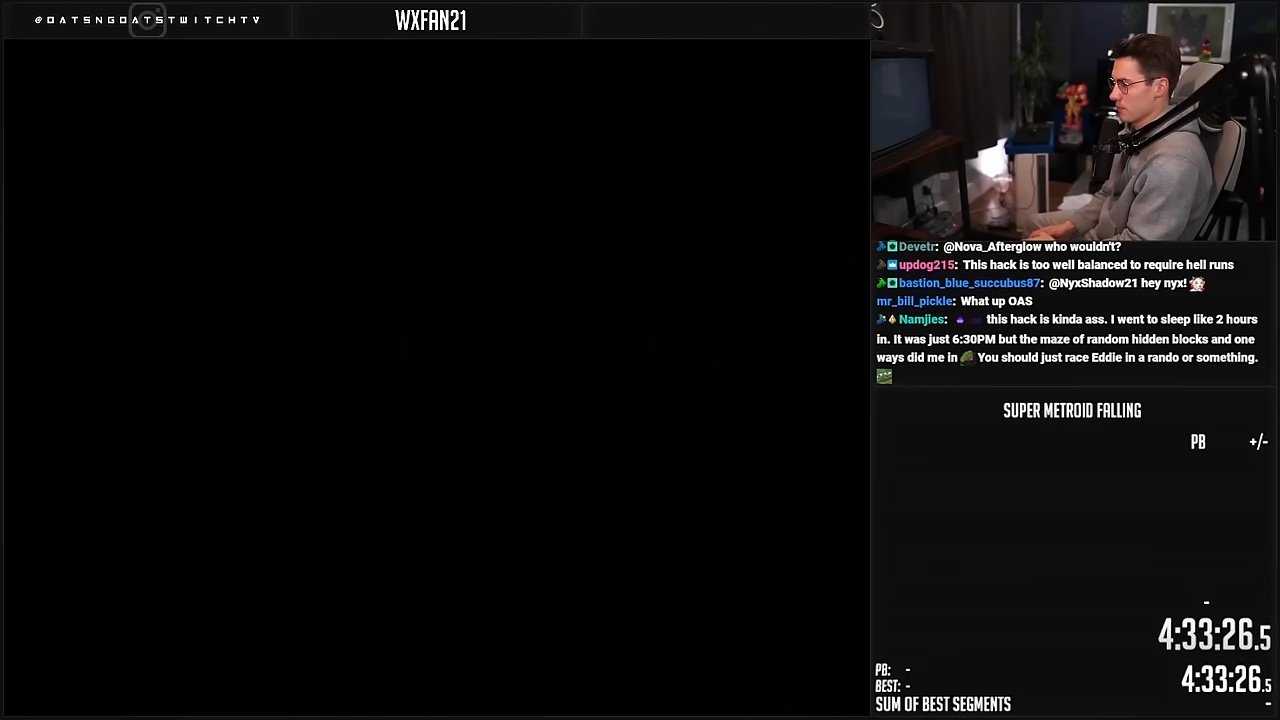 @OATSNGOATSTWITCHTV
WXFAN21
Devetr: @Nova_Afterglow who wouldn't?
updog215: This hack is too well balanced to require hell runs
bastion_blue_succubus87: @NyxShadow21 hey nyx!
mr_bill_pickle: What up OAS
Namjies: this hack is kinda ass. I went to sleep like 2 hours
in. It was just 6:30PM but the maze of random hidden blocks and one
ways did me in You should just race Eddie in a rando or something.
SUPER METROID FALLING
PB +/-
-
4:33:26.5
PB: -
4:33:26.5
BEST: -
SUM OF BEST SEGMENTS -